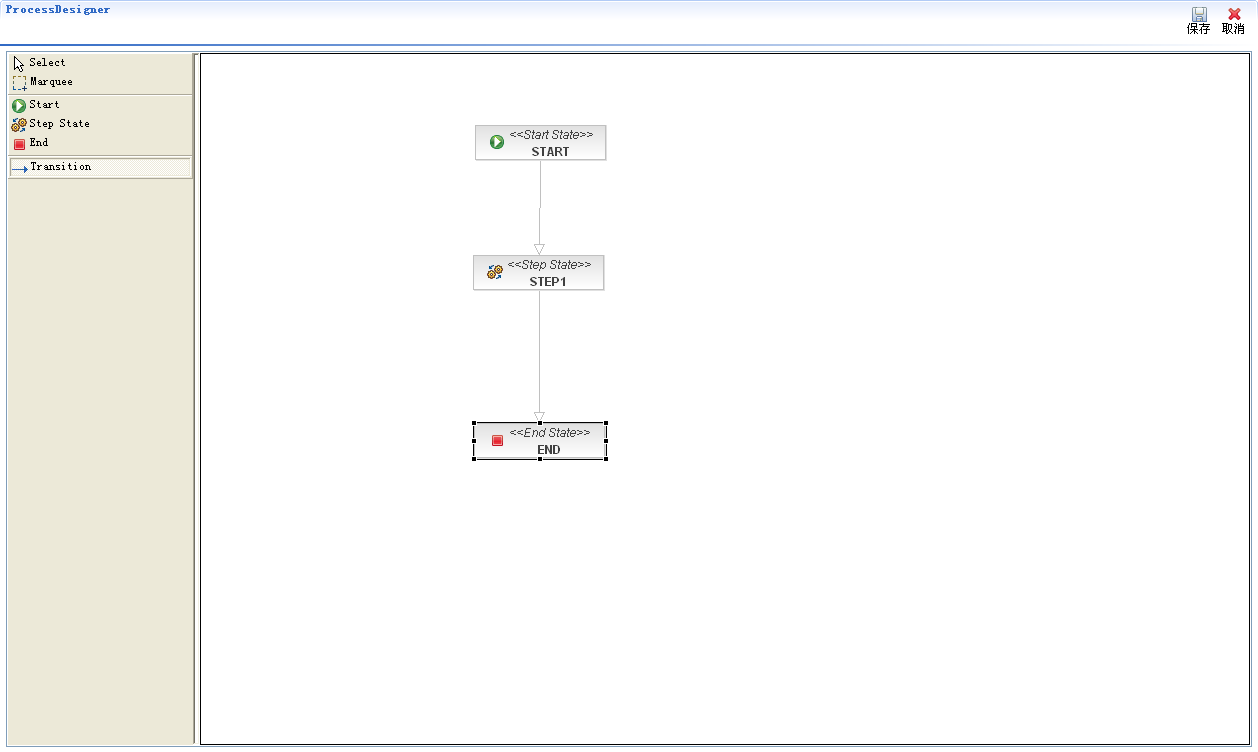 ProcessDesigner
保存 取消
Select
Marquee
Start
Step State
End
Transition
<<Start State>>
START
<<Step State>>
STEP1
<<End State>>
END